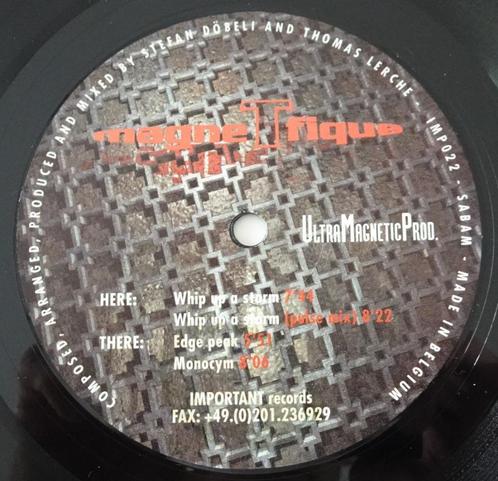 COMPOSED, ARRANGED, PRODUCED AND MIXED BY STEFAN DÖBELI AND THOMAS LERCHE - IMP022 - SABAM - MADE IN BELGIUM
magneTifique
ULTRAMAGNETICPROD.
HERE: Whip up a storm 7'44
Whip up a storm (pulse mix) 8'22
THERE: Edge peak 5'51
Monocym 8'06
IMPORTANT records
FAX: +49.(0)201.236929